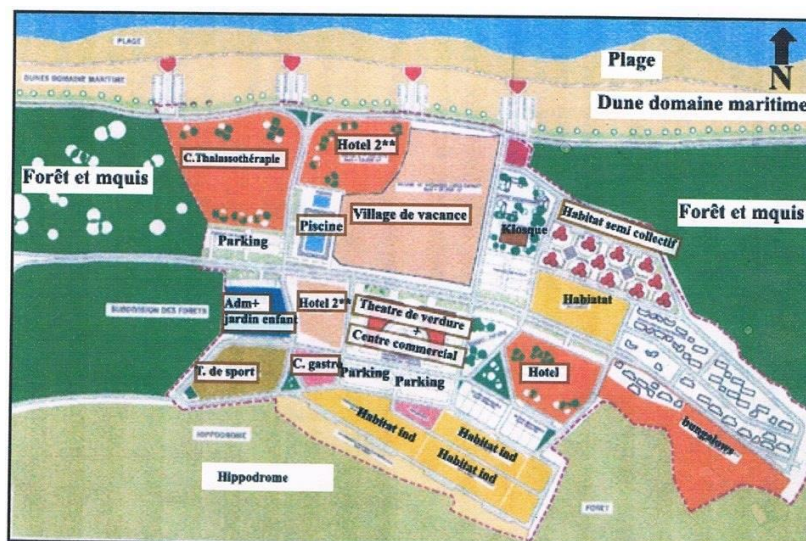 PLAGE
Plage
N
DUNES DOMAINE MARITIME
Dune domaine maritime
C.Thalassothérapie
Hotel 2**
Forêt et mquis
Forêt et mquis
Village de vacance
Piscine
Kiosque
Habitat semi collectif
Parking
SUBDIVISION DES FORETS
Adm+
jardin enfant
Hotel 2**
Theatre de verdure
+
Centre commercial
Habiatat
T. de sport
C. gastro
Parking
Parking
Hotel
bungalows
HIPPODROME
Hippodrome
Habitat ind
Habitat ind
Habitat ind
FORET